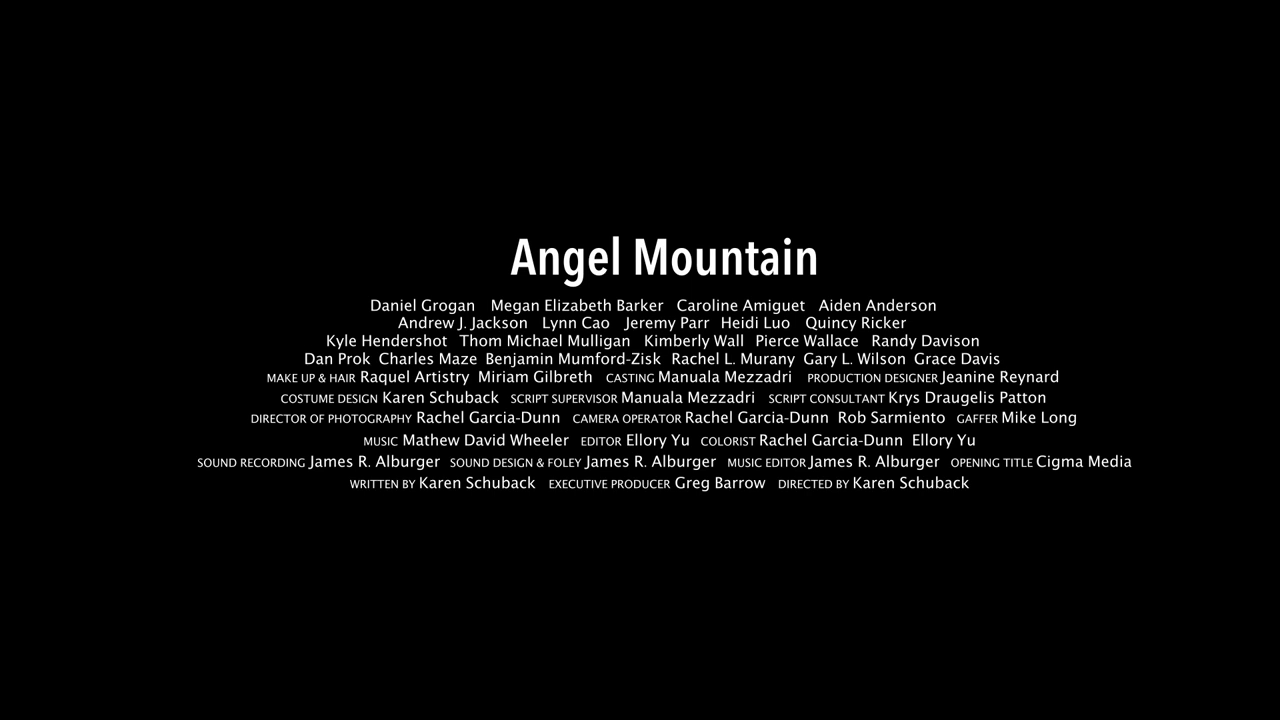 Angel Mountain
Daniel Grogan Megan Elizabeth Barker Caroline Amiguet Aiden Anderson
Andrew J. Jackson Lynn Cao Jeremy Parr Heidi Luo Quincy Ricker
Kyle Hendershot Thom Michael Mulligan Kimberly Wall Pierce Wallace Randy Davison
Dan Prok Charles Maze Benjamin Mumford-Zisk Rachel L. Murany Gary L. Wilson Grace Davis
MAKE UP & HAIR Raquel Artistry Miriam Gilbreth CASTING Manuala Mezzadri PRODUCTION DESIGNER Jeanine Reynard
COSTUME DESIGN Karen Schuback SCRIPT SUPERVISOR Manuala Mezzadri SCRIPT CONSULTANT Krys Draugelis Patton
DIRECTOR OF PHOTOGRAPHY Rachel Garcia-Dunn CAMERA OPERATOR Rachel Garcia-Dunn Rob Sarmiento GAFFER Mike Long
MUSIC Mathew David Wheeler EDITOR Ellory Yu COLORIST Rachel Garcia-Dunn Ellory Yu
SOUND RECORDING James R. Alburger SOUND DESIGN & FOLEY James R. Alburger MUSIC EDITOR James R. Alburger OPENING TITLE Cigma Media
WRITTEN BY Karen Schuback EXECUTIVE PRODUCER Greg Barrow DIRECTED BY Karen Schuback